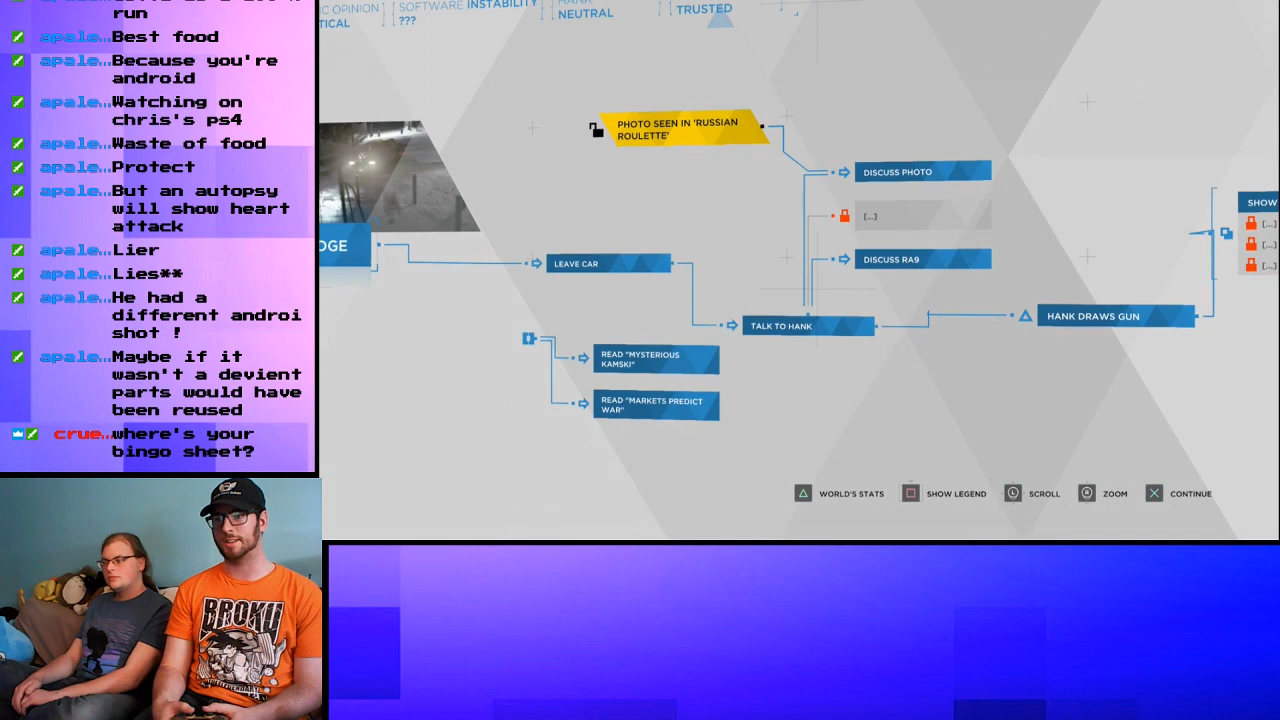 run
Best food
Because you're
android
Watching on
chris's ps4
Waste of food
Protect
But an autopsy
will show heart
attack
Lier
Lies**
He had a
different androi
shot !
Maybe if it
wasn't a devient
parts would have
been reused
where's your
bingo sheet?
apale...
apale...
apale...
apale...
apale...
apale...
apale...
apale...
apale...
apale...
crue...
C OPINION
TICAL
SOFTWARE INSTABILITY
???
NEUTRAL
TRUSTED
PHOTO SEEN IN 'RUSSIAN
ROULETTE'
DISCUSS PHOTO
[...]
DISCUSS RA9
DGE
LEAVE CAR
TALK TO HANK
HANK DRAWS GUN
SHOW
[...]
[...]
[...]
READ "MYSTERIOUS
KAMSKI"
READ "MARKETS PREDICT
WAR"
WORLD'S STATS
SHOW LEGEND
L SCROLL
R ZOOM
CONTINUE
BROKU